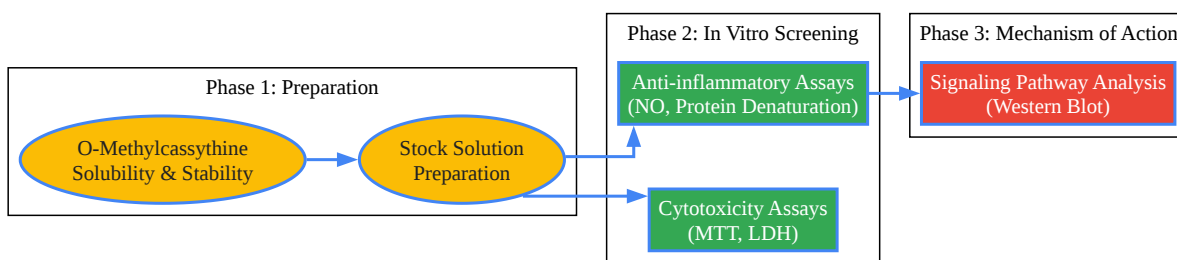 Phase 1: Preparation
O-Methylcassythine
Solubility & Stability
Stock Solution
Preparation
Phase 2: In Vitro Screening
Anti-inflammatory Assays
(NO, Protein Denaturation)
Cytotoxicity Assays
(MTT, LDH)
Phase 3: Mechanism of Action
Signaling Pathway Analysis
(Western Blot)